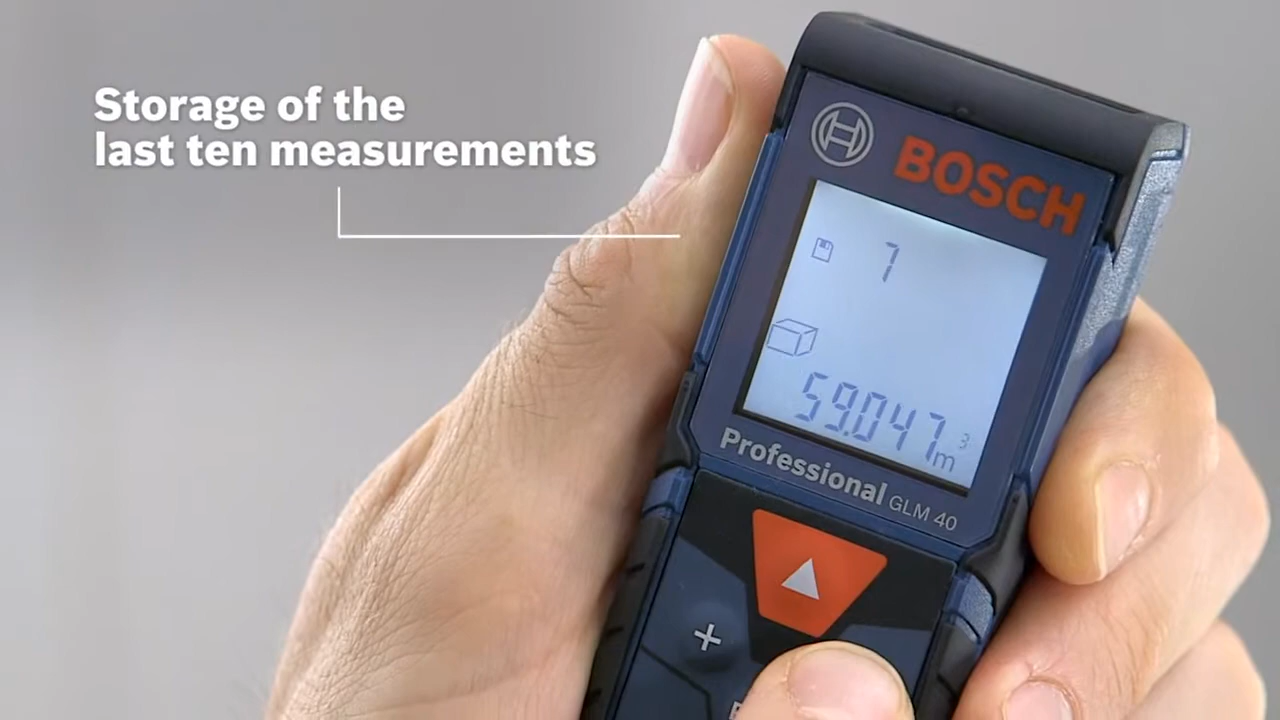 Storage of the
last ten measurements
BOSCH
7
59.047 m³
Professional GLM 40
+